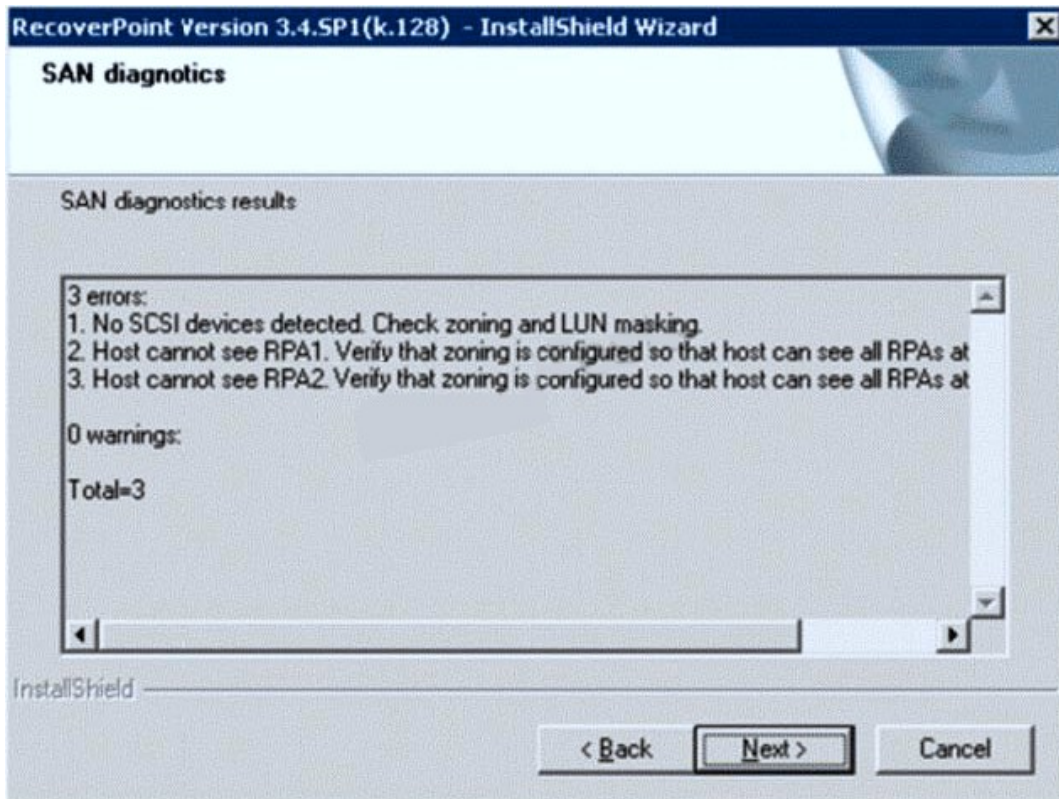 RecoverPoint Version 3.4.SP1(k.128) - InstallShield Wizard
SAN diagnotics
SAN diagnostics results
3 errors:
1. No SCSI devices detected. Check zoning and LUN masking.
2. Host cannot see RPA1. Verify that zoning is configured so that host can see all RPAs at
3. Host cannot see RPA2. Verify that zoning is configured so that host can see all RPAs at
0 warnings:
Total=3
InstallShield
< Back
Next >
Cancel